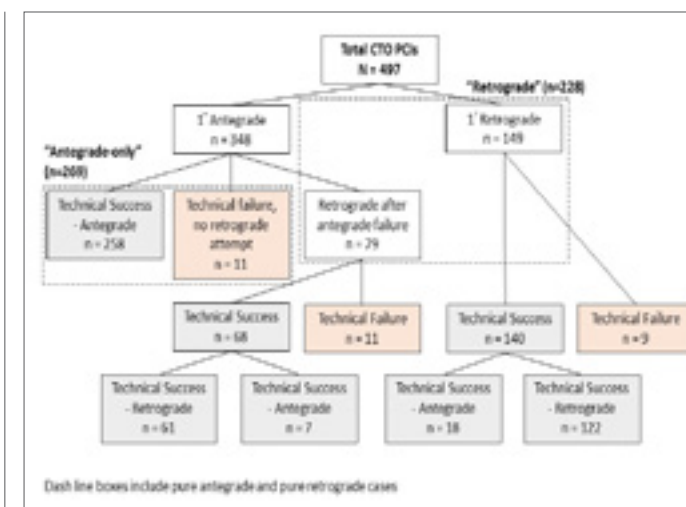 Total CTO PCIs
N = 497
"Retrograde" (n=228)
1° Antegrade
n = 348
1° Retrograde
n = 149
"Antegrade only"
(n=269)
Technical Success
- Antegrade
n = 258
Technical failure,
no retrograde
attempt
n = 11
Retrograde after
antegrade failure
n = 79
Technical Success
n = 68
Technical Failure
n = 11
Technical Success
n = 140
Technical Failure
n = 9
Technical Success
- Retrograde
n = 61
Technical Success
- Antegrade
n = 7
Technical Success
- Antegrade
n = 18
Technical Success
- Retrograde
n = 122
Dash line boxes include pure antegrade and pure retrograde cases